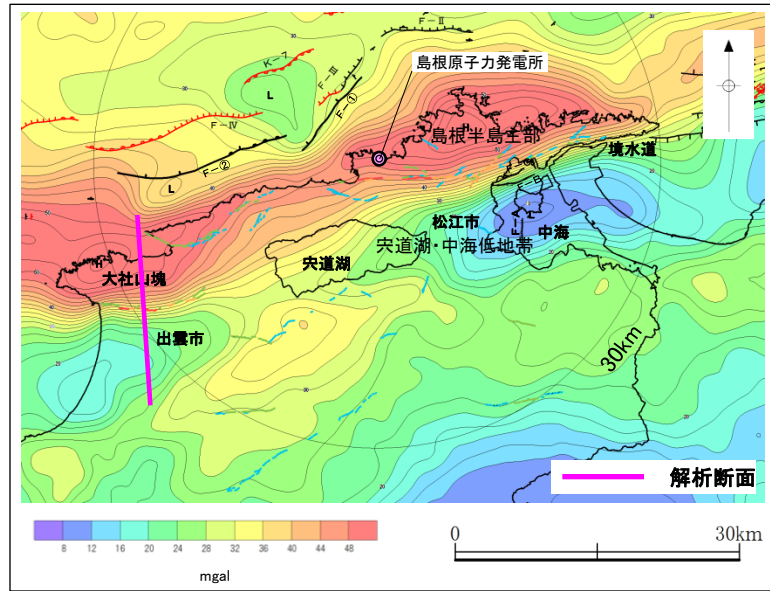 F-Ⅱ
K-7
F-Ⅲ
F-①
島根原子力発電所
L
F-Ⅳ
島根半島主部
F-②
境水道
L
F-B
松江市
F-A
中海
宍道湖・中海低地帯
大社山塊
宍道湖
出雲市
30km
解析断面
8 12 16 20 24 28 32 36 40 44 48
mgal
0 30km